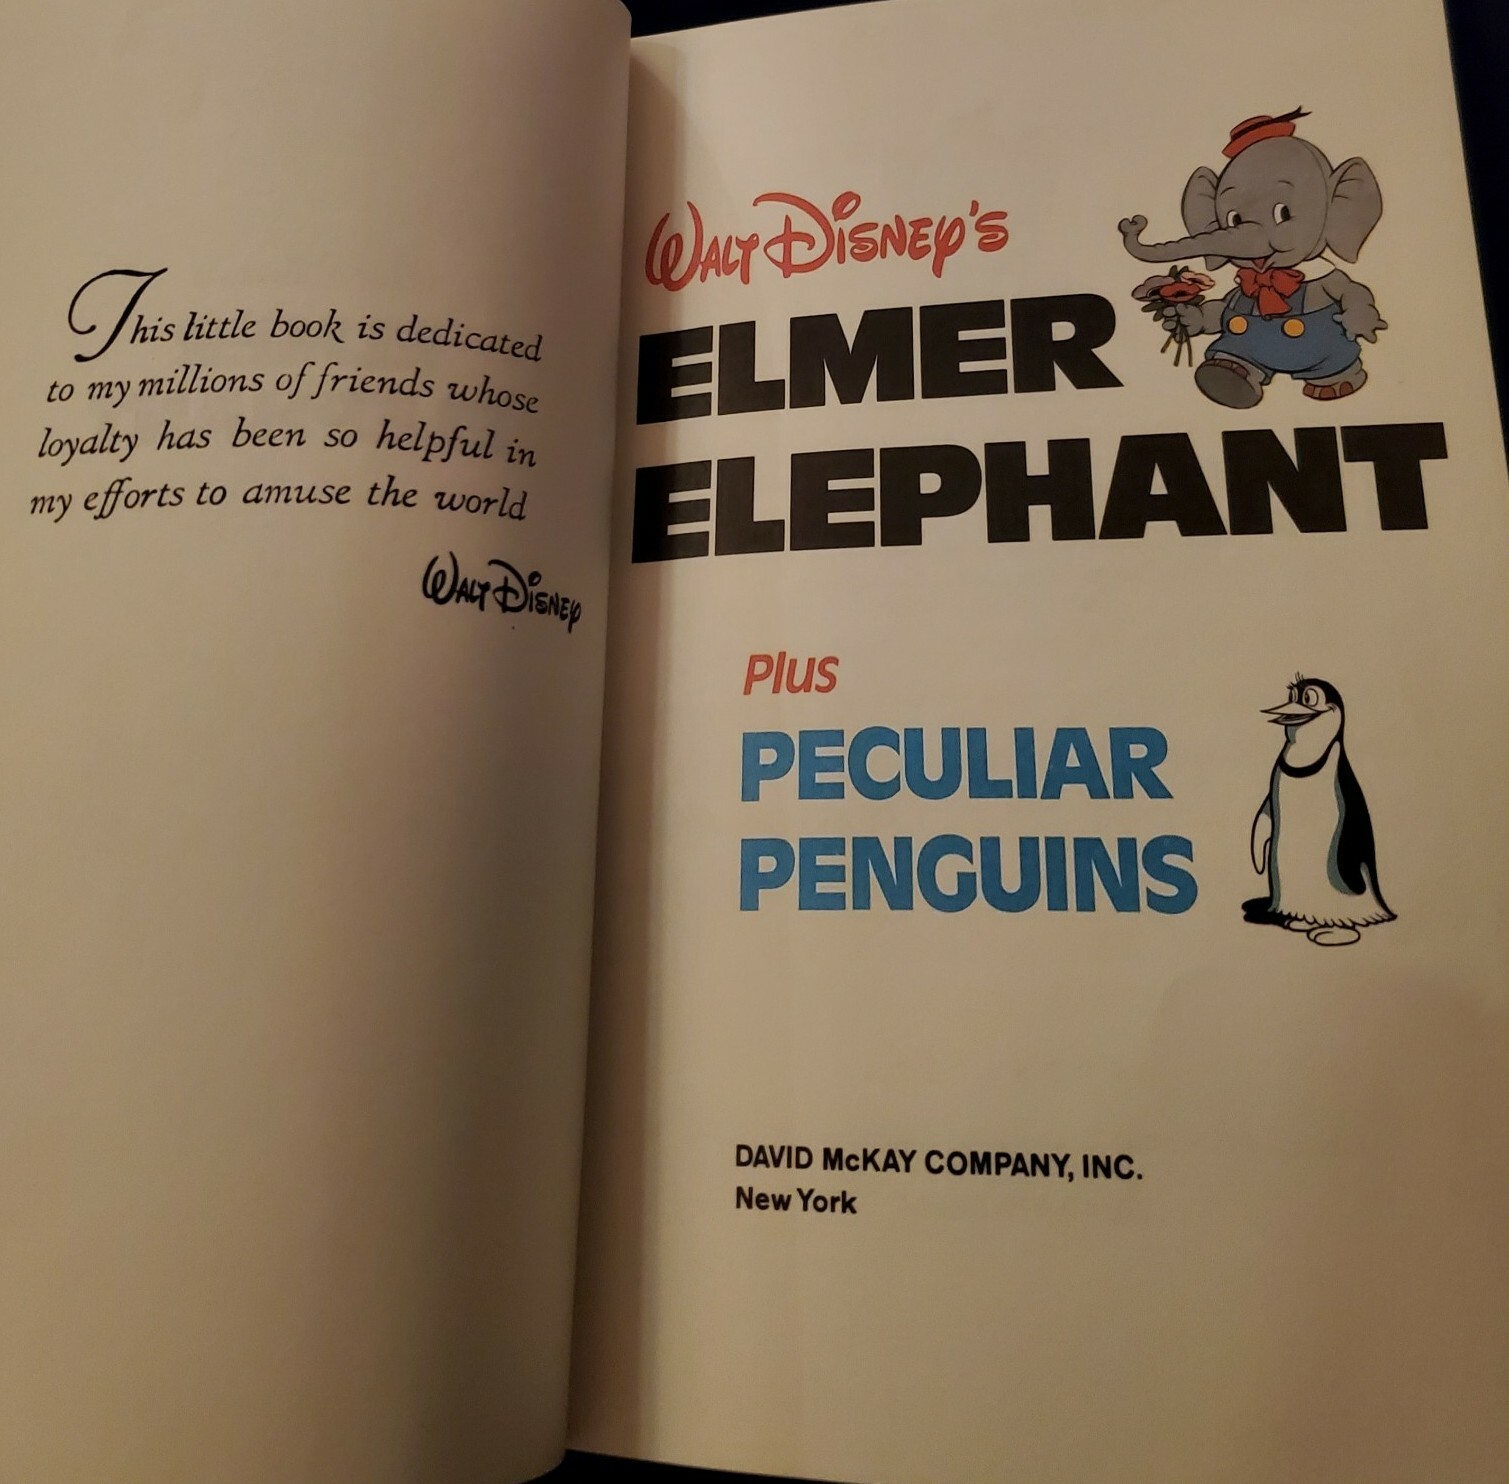 This little book is dedicated
to my millions of friends whose
loyalty has been so helpful in
my efforts to amuse the world
WALT DISNEY
WALT DISNEY'S
ELMER
ELEPHANT
Plus
PECULIAR
PENGUINS
DAVID McKAY COMPANY, INC.
New York